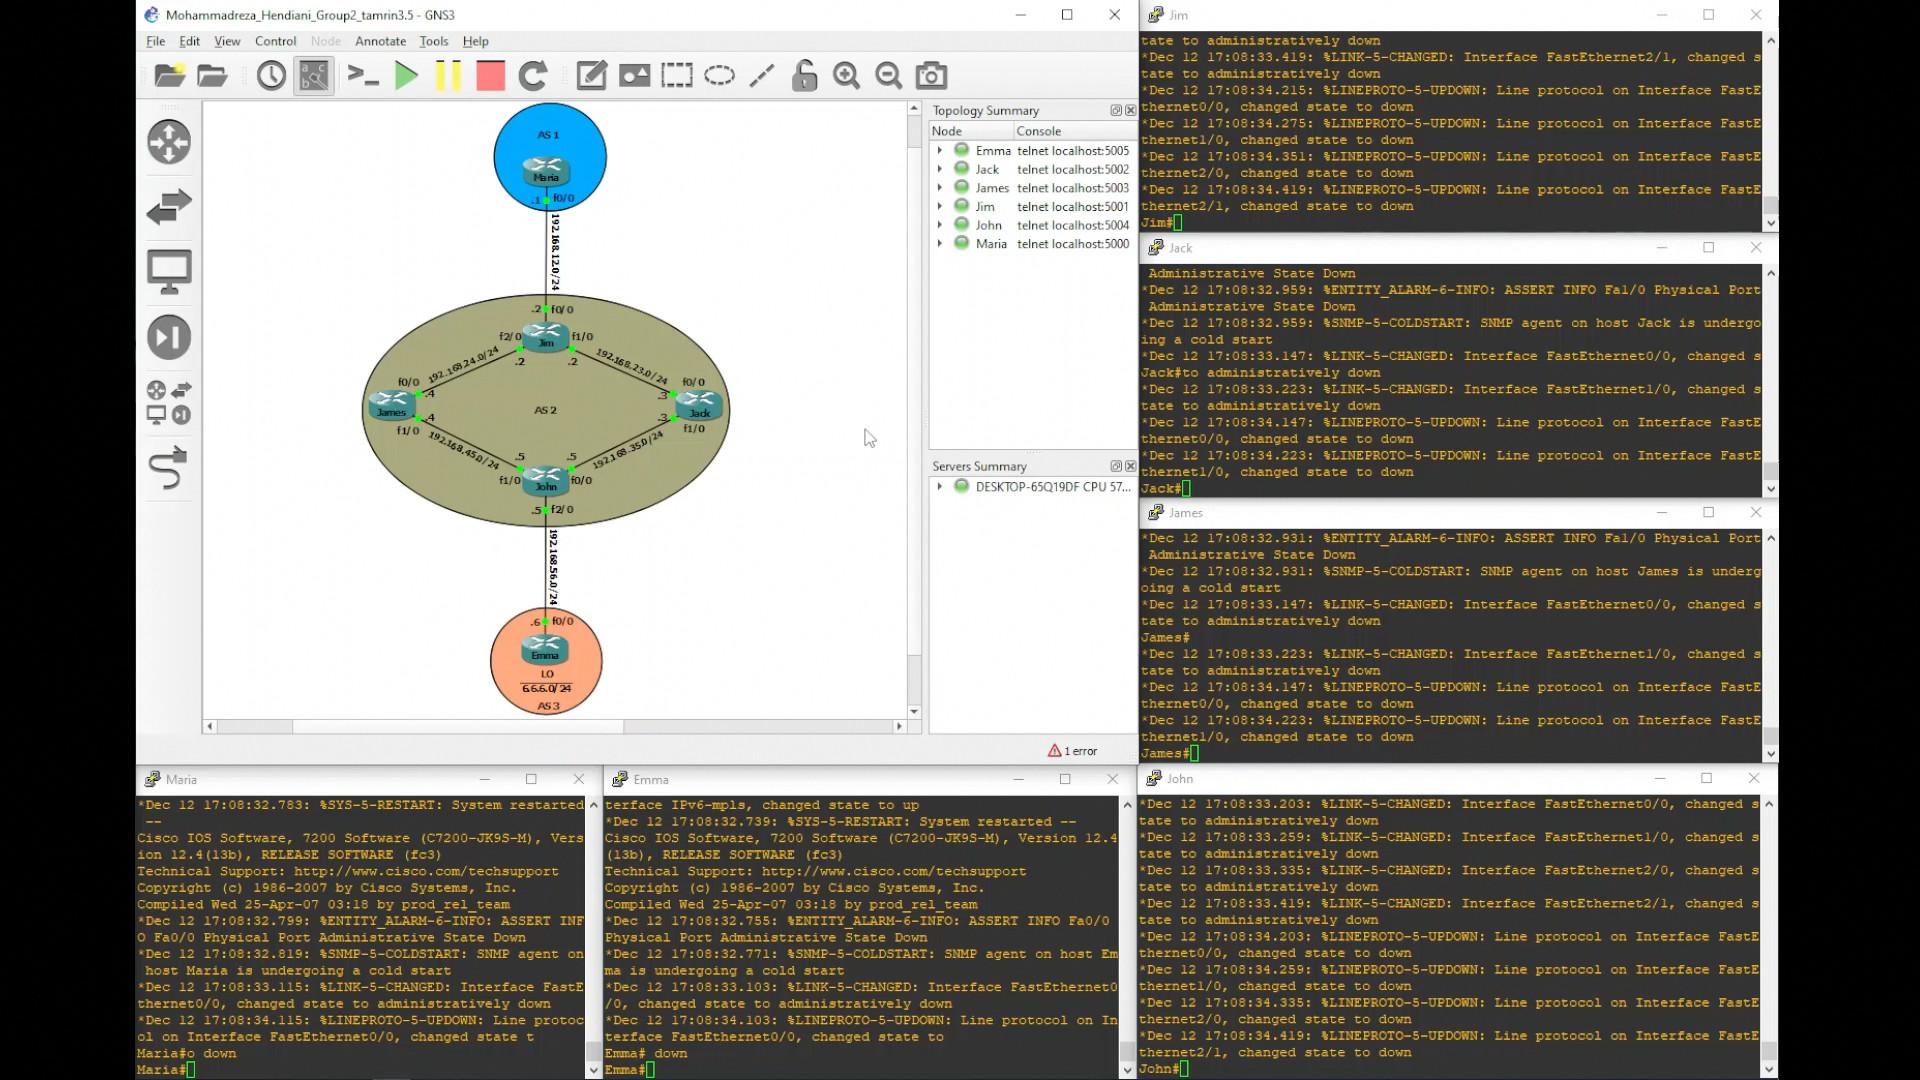 Mohammadreza_Hendiani_Group2_tamrin3.5 - GNS3
File Edit View Control Node Annotate Tools Help
AS 1
Maria
.1 f0/0
192.168.12.0/24
.2 f0/0
f2/0 Jim f1/0
192.168.24.0/24 .2 .2 192.168.23.0/24
f0/0 f0/0
.4 .3
James AS 2 Jack
.4 .3
f1/0 f1/0
192.168.45.0/24 .5 .5 192.168.35.0/24
f1/0 John f0/0
.5 f2/0
192.168.56.0/24
.6 f0/0
Emma
LO
6.6.6.0/24
AS 3
Topology Summary
Node Console
Emma telnet localhost:5005
Jack telnet localhost:5002
James telnet localhost:5003
Jim telnet localhost:5001
John telnet localhost:5004
Maria telnet localhost:5000
Servers Summary
DESKTOP-65Q19DF CPU 57...
1 error
Jim
tate to administratively down
*Dec 12 17:08:33.419: %LINK-5-CHANGED: Interface FastEthernet2/1, changed s
tate to administratively down
*Dec 12 17:08:34.215: %LINEPROTO-5-UPDOWN: Line protocol on Interface FastE
thernet0/0, changed state to down
*Dec 12 17:08:34.275: %LINEPROTO-5-UPDOWN: Line protocol on Interface FastE
thernet1/0, changed state to down
*Dec 12 17:08:34.351: %LINEPROTO-5-UPDOWN: Line protocol on Interface FastE
thernet2/0, changed state to down
*Dec 12 17:08:34.419: %LINEPROTO-5-UPDOWN: Line protocol on Interface FastE
thernet2/1, changed state to down
Jim#
Jack
Administrative State Down
*Dec 12 17:08:32.959: %ENTITY_ALARM-6-INFO: ASSERT INFO Fa1/0 Physical Port
Administrative State Down
*Dec 12 17:08:32.959: %SNMP-5-COLDSTART: SNMP agent on host Jack is undergo
ing a cold start
*Dec 12 17:08:33.147: %LINK-5-CHANGED: Interface FastEthernet0/0, changed s
Jack#to administratively down
*Dec 12 17:08:33.223: %LINK-5-CHANGED: Interface FastEthernet1/0, changed s
tate to administratively down
*Dec 12 17:08:34.147: %LINEPROTO-5-UPDOWN: Line protocol on Interface FastE
thernet0/0, changed state to down
*Dec 12 17:08:34.223: %LINEPROTO-5-UPDOWN: Line protocol on Interface FastE
thernet1/0, changed state to down
Jack#
James
*Dec 12 17:08:32.931: %ENTITY_ALARM-6-INFO: ASSERT INFO Fa1/0 Physical Port
Administrative State Down
*Dec 12 17:08:32.931: %SNMP-5-COLDSTART: SNMP agent on host James is underg
oing a cold start
*Dec 12 17:08:33.147: %LINK-5-CHANGED: Interface FastEthernet0/0, changed s
tate to administratively down
James#
*Dec 12 17:08:33.223: %LINK-5-CHANGED: Interface FastEthernet1/0, changed s
tate to administratively down
*Dec 12 17:08:34.147: %LINEPROTO-5-UPDOWN: Line protocol on Interface FastE
thernet0/0, changed state to down
*Dec 12 17:08:34.223: %LINEPROTO-5-UPDOWN: Line protocol on Interface FastE
thernet1/0, changed state to down
James#
Maria
*Dec 12 17:08:32.783: %SYS-5-RESTART: System restarted
--
Cisco IOS Software, 7200 Software (C7200-JK9S-M), Vers
ion 12.4(13b), RELEASE SOFTWARE (fc3)
Technical Support: http://www.cisco.com/techsupport
Copyright (c) 1986-2007 by Cisco Systems, Inc.
Compiled Wed 25-Apr-07 03:18 by prod_rel_team
*Dec 12 17:08:32.799: %ENTITY_ALARM-6-INFO: ASSERT INF
O Fa0/0 Physical Port Administrative State Down
*Dec 12 17:08:32.819: %SNMP-5-COLDSTART: SNMP agent on
host Maria is undergoing a cold start
*Dec 12 17:08:33.115: %LINK-5-CHANGED: Interface FastE
thernet0/0, changed state to administratively down
*Dec 12 17:08:34.115: %LINEPROTO-5-UPDOWN: Line protoc
ol on Interface FastEthernet0/0, changed state t
Maria#o down
Maria#
Emma
terface IPv6-mpls, changed state to up
*Dec 12 17:08:32.739: %SYS-5-RESTART: System restarted --
Cisco IOS Software, 7200 Software (C7200-JK9S-M), Version 12.4
(13b), RELEASE SOFTWARE (fc3)
Technical Support: http://www.cisco.com/techsupport
Copyright (c) 1986-2007 by Cisco Systems, Inc.
Compiled Wed 25-Apr-07 03:18 by prod_rel_team
*Dec 12 17:08:32.755: %ENTITY_ALARM-6-INFO: ASSERT INFO Fa0/0
Physical Port Administrative State Down
*Dec 12 17:08:32.771: %SNMP-5-COLDSTART: SNMP agent on host Em
ma is undergoing a cold start
*Dec 12 17:08:33.103: %LINK-5-CHANGED: Interface FastEthernet0
/0, changed state to administratively down
*Dec 12 17:08:34.103: %LINEPROTO-5-UPDOWN: Line protocol on In
terface FastEthernet0/0, changed state to
Emma# down
Emma#
John
*Dec 12 17:08:33.203: %LINK-5-CHANGED: Interface FastEthernet0/0, changed s
tate to administratively down
*Dec 12 17:08:33.259: %LINK-5-CHANGED: Interface FastEthernet1/0, changed s
tate to administratively down
*Dec 12 17:08:33.335: %LINK-5-CHANGED: Interface FastEthernet2/0, changed s
tate to administratively down
*Dec 12 17:08:33.419: %LINK-5-CHANGED: Interface FastEthernet2/1, changed s
tate to administratively down
*Dec 12 17:08:34.203: %LINEPROTO-5-UPDOWN: Line protocol on Interface FastE
thernet0/0, changed state to down
*Dec 12 17:08:34.259: %LINEPROTO-5-UPDOWN: Line protocol on Interface FastE
thernet1/0, changed state to down
*Dec 12 17:08:34.335: %LINEPROTO-5-UPDOWN: Line protocol on Interface FastE
thernet2/0, changed state to down
*Dec 12 17:08:34.419: %LINEPROTO-5-UPDOWN: Line protocol on Interface FastE
thernet2/1, changed state to down
John#